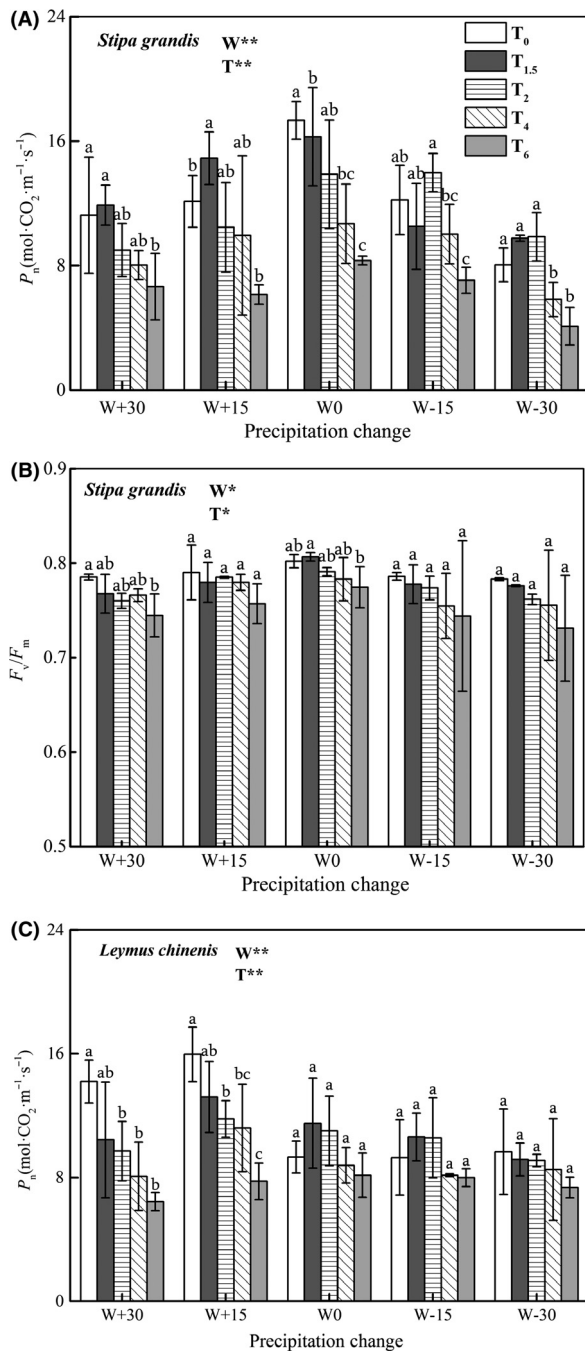 (A)
24
16
8
0
Stipa grandis W**
T**
T0
T1.5
T2
T4
T6
Pn(mol·CO2·m−1·s−1)
a a ab ab b
b a ab ab b
a b ab bc c
ab ab a bc c
a a a b b
W+30 W+15 W0 W-15 W-30
Precipitation change
(B)
0.9
0.8
0.7
0.6
0.5
Stipa grandis W*
T*
Fv/Fm
a ab ab ab b
a a a a a
ab a ab ab b
a a a a a
a a a a a
W+30 W+15 W0 W-15 W-30
Precipitation change
(C)
24
16
8
0
Leymus chinenis W**
T**
Pn(mol·CO2·m−1·s−1)
a ab b b b
a ab b bc c
a a a a a
a a a a a
a a a a a
W+30 W+15 W0 W-15 W-30
Precipitation change